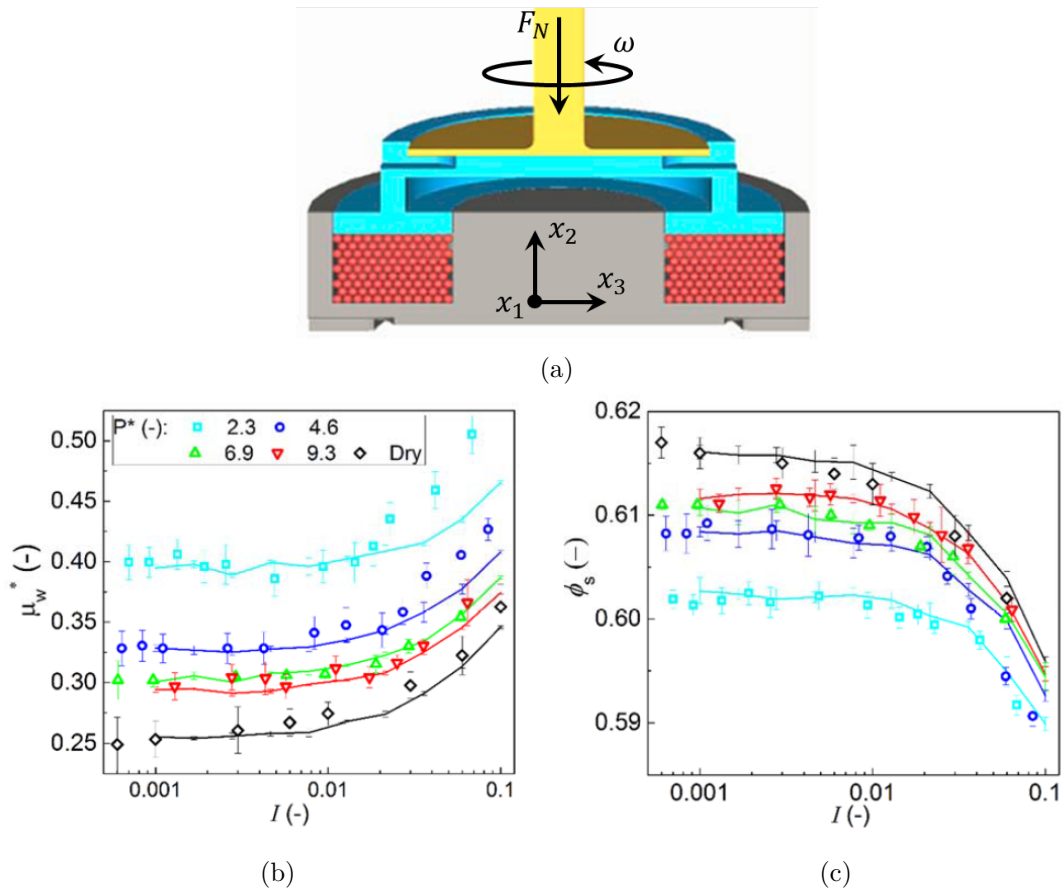 F_N
ω
x_2
x_1
x_3
(a)
P* (-):
2.3
4.6
6.9
9.3
Dry
0.50
0.45
0.40
0.35
0.30
0.25
μ_w^* (-)
0.001
0.01
0.1
I (-)
(b)
0.62
0.61
0.60
0.59
ϕ_s (−)
0.001
0.01
0.1
I (-)
(c)